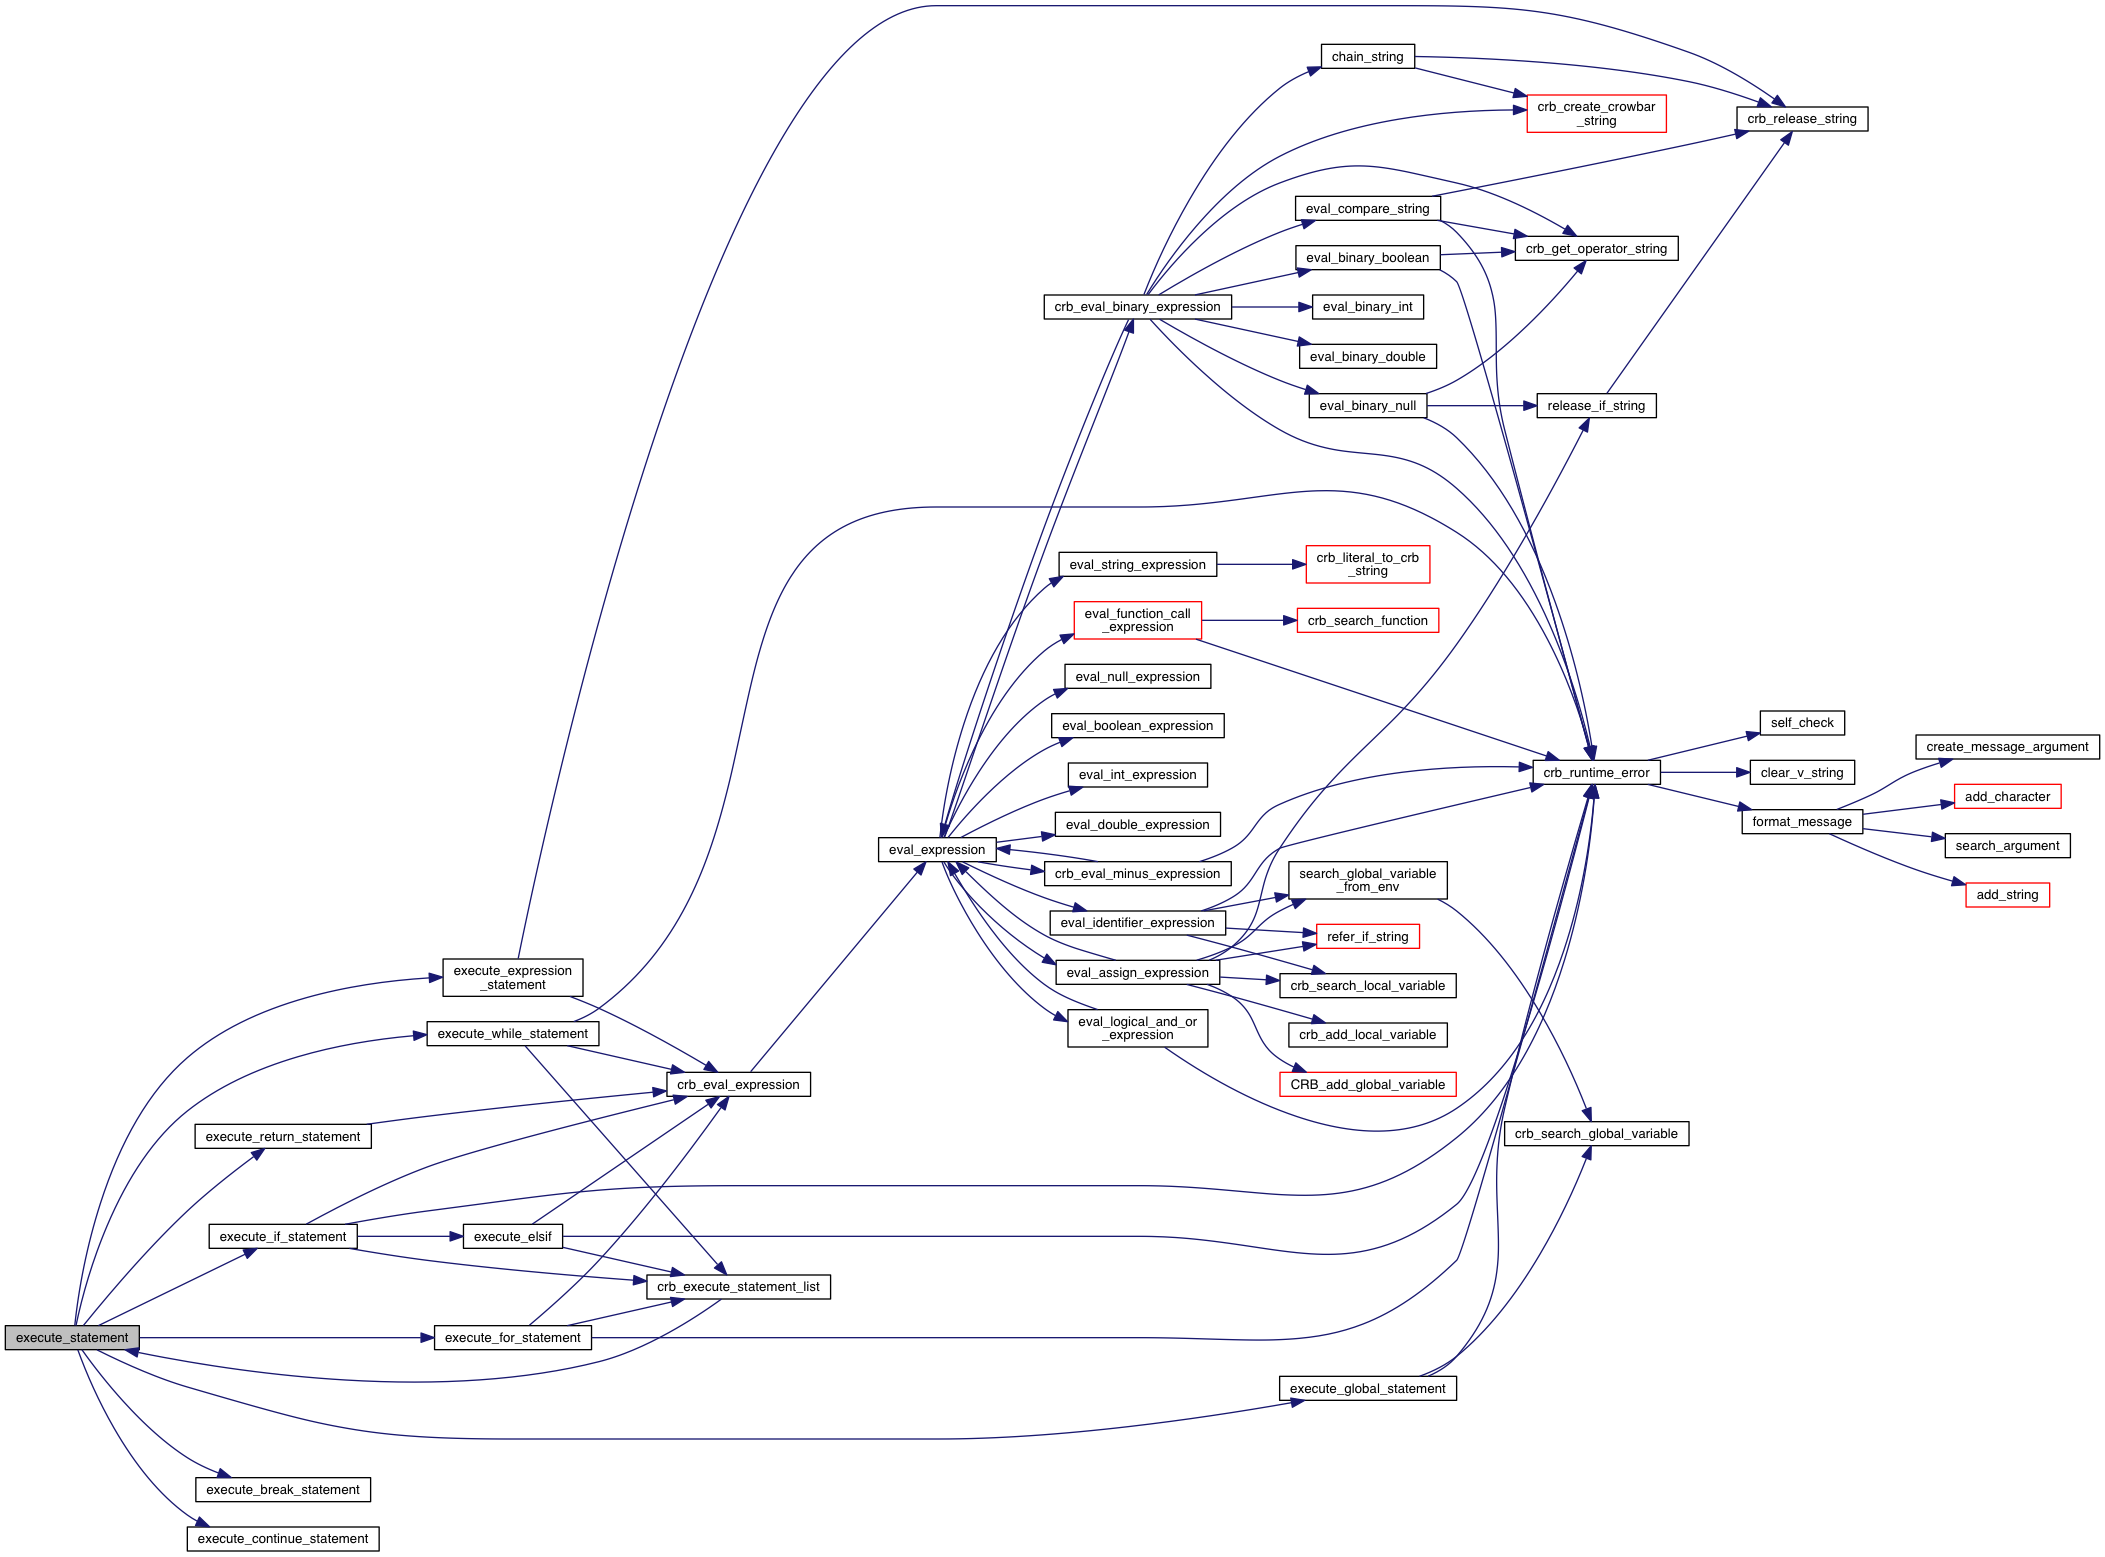 chain_string
crb_create_crowbar
_string
crb_release_string
eval_compare_string
crb_get_operator_string
eval_binary_boolean
crb_eval_binary_expression
eval_binary_int
eval_binary_double
eval_binary_null
release_if_string
eval_string_expression
crb_literal_to_crb
_string
eval_function_call
_expression
crb_search_function
eval_null_expression
eval_boolean_expression
self_check
create_message_argument
eval_int_expression
crb_runtime_error
clear_v_string
add_character
eval_double_expression
format_message
eval_expression
search_argument
crb_eval_minus_expression
search_global_variable
_from_env
add_string
eval_identifier_expression
refer_if_string
execute_expression
_statement
eval_assign_expression
crb_search_local_variable
execute_while_statement
eval_logical_and_or
_expression
crb_add_local_variable
crb_eval_expression
CRB_add_global_variable
execute_return_statement
crb_search_global_variable
execute_if_statement
execute_elsif
crb_execute_statement_list
execute_statement
execute_for_statement
execute_global_statement
execute_break_statement
execute_continue_statement